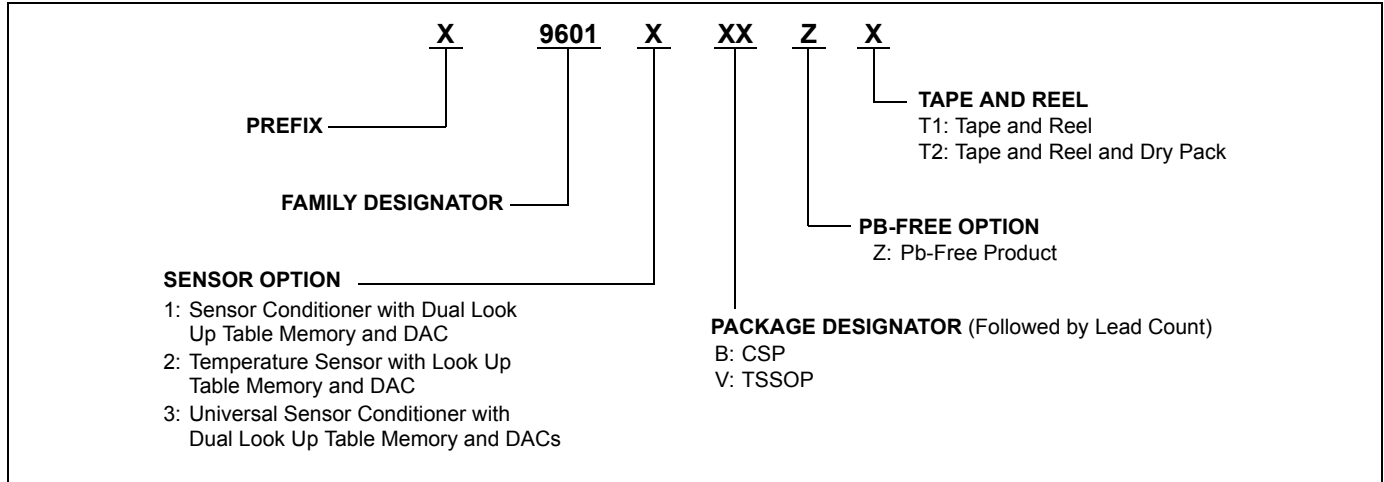 X 9601 X XX Z X
TAPE AND REEL
T1: Tape and Reel
T2: Tape and Reel and Dry Pack
PREFIX
FAMILY DESIGNATOR
PB-FREE OPTION
Z: Pb-Free Product
SENSOR OPTION
1: Sensor Conditioner with Dual Look
Up Table Memory and DAC
2: Temperature Sensor with Look Up
Table Memory and DAC
3: Universal Sensor Conditioner with
Dual Look Up Table Memory and DACs
PACKAGE DESIGNATOR (Followed by Lead Count)
B: CSP
V: TSSOP